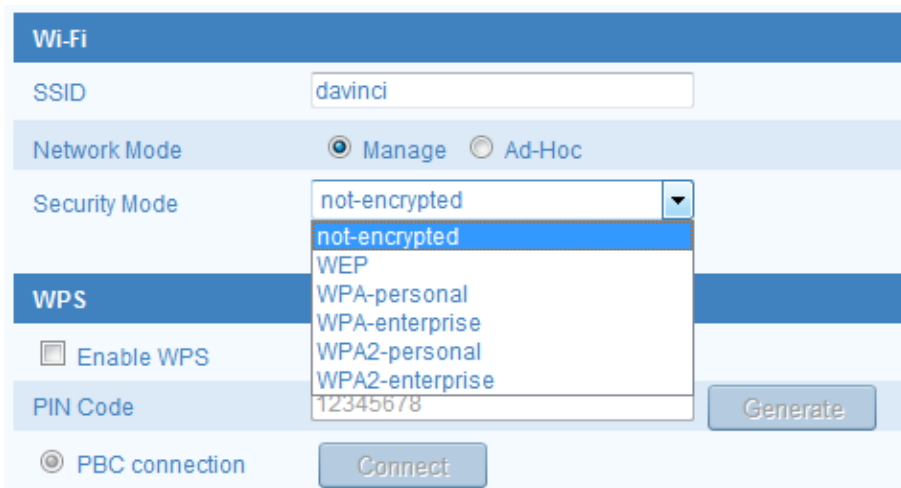 Wi-Fi
SSID davinci
Network Mode Manage Ad-Hoc
Security Mode not-encrypted
not-encrypted
WEP
WPA-personal
WPA-enterprise
WPA2-personal
WPA2-enterprise
WPS
Enable WPS
PIN Code 12345678 Generate
PBC connection Connect